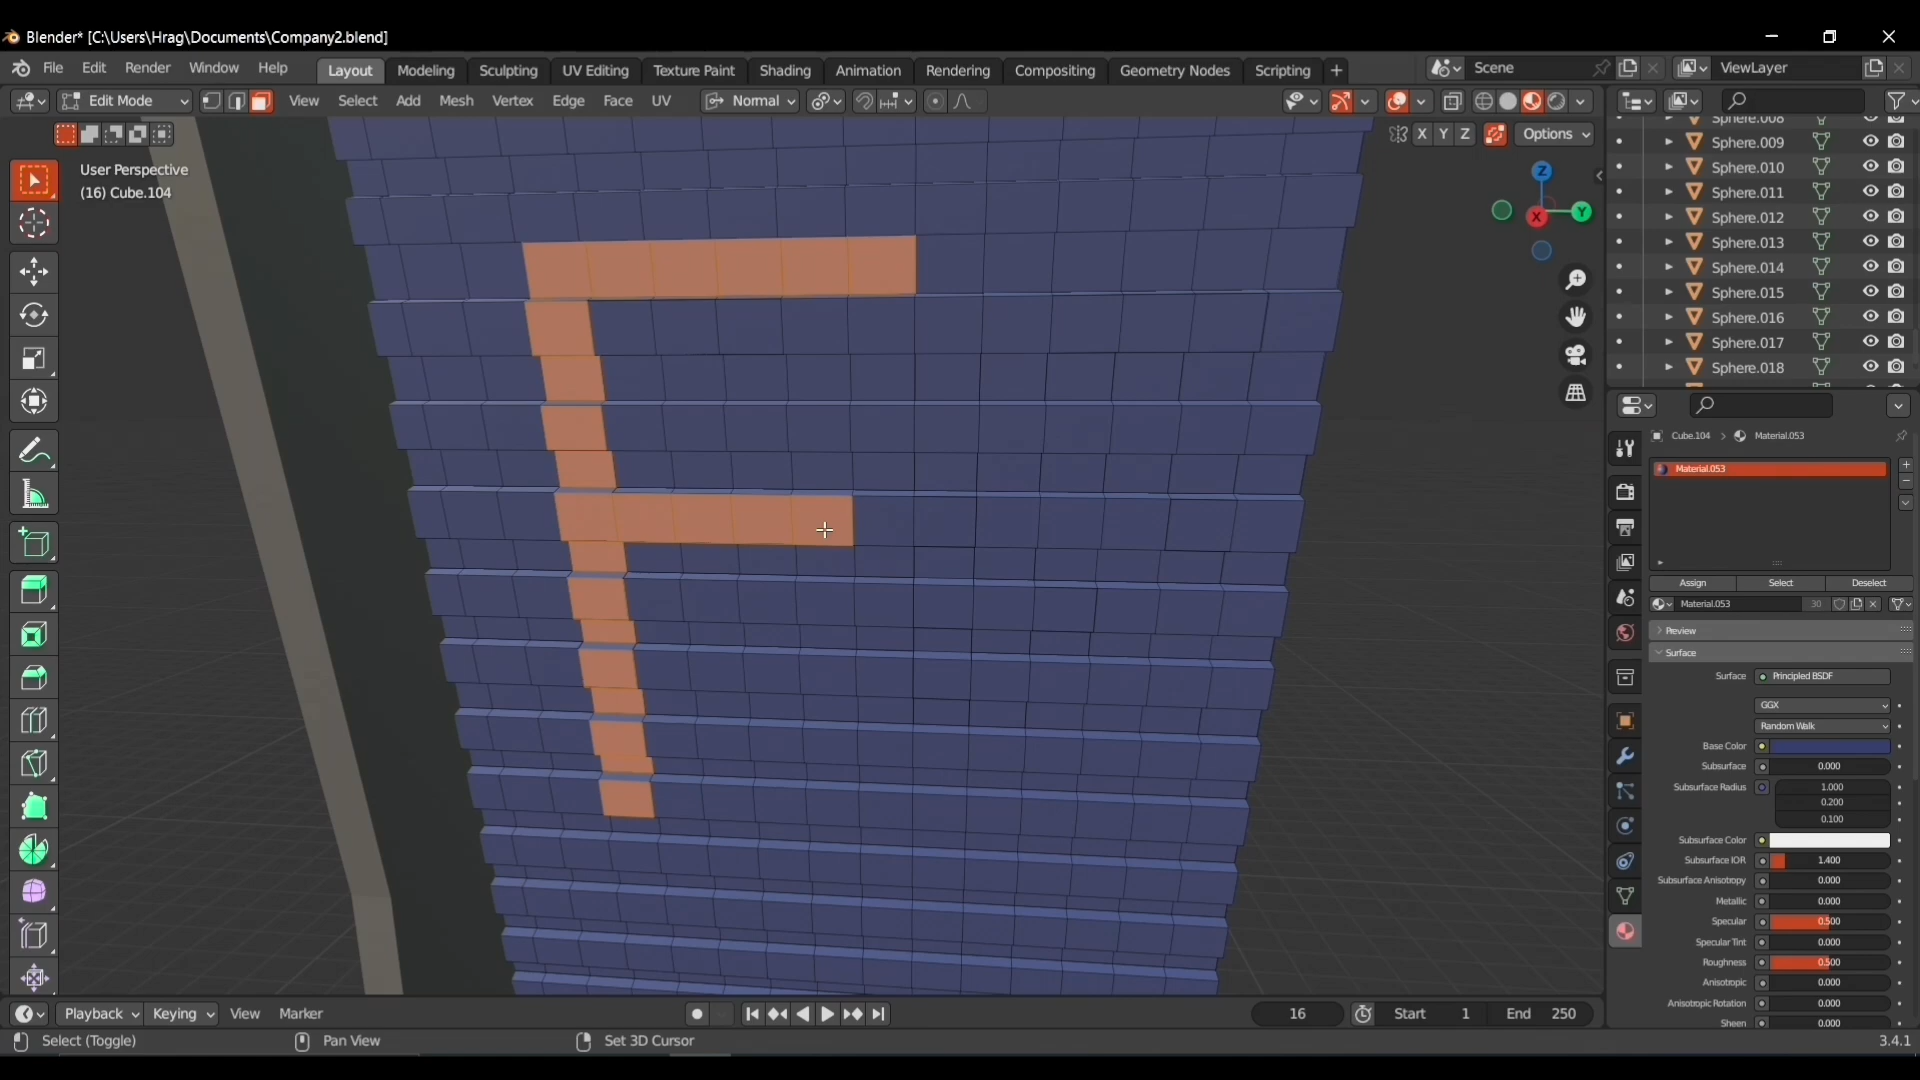 Blender* [C:\Users\Hrag\Documents\Company2.blend]
File Edit Render Window Help Layout Modeling Sculpting UV Editing Texture Paint Shading Animation Rendering Compositing Geometry Nodes Scripting + Scene ViewLayer
Edit Mode View Select Add Mesh Vertex Edge Face UV Normal
X Y Z Options
User Perspective
(16) Cube.104
Z
X
Y
Sphere.008
Sphere.009
Sphere.010
Sphere.011
Sphere.012
Sphere.013
Sphere.014
Sphere.015
Sphere.016
Sphere.017
Sphere.018
Cube.104 > Material.053
Material.053
Assign Select Deselect
Material.053 30
Preview
Surface
Surface Principled BSDF
GGX
Random Walk
Base Color
Subsurface 0.000
Subsurface Radius 1.000
0.200
0.100
Subsurface Color
Subsurface IOR 1.400
Subsurface Anisotropy 0.000
Metallic 0.000
Specular 0.500
Specular Tint 0.000
Roughness 0.500
Anisotropic 0.000
Anisotropic Rotation 0.000
Sheen 0.000
Playback Keying View Marker 16 Start 1 End 250
Select (Toggle) Pan View Set 3D Cursor 3.4.1